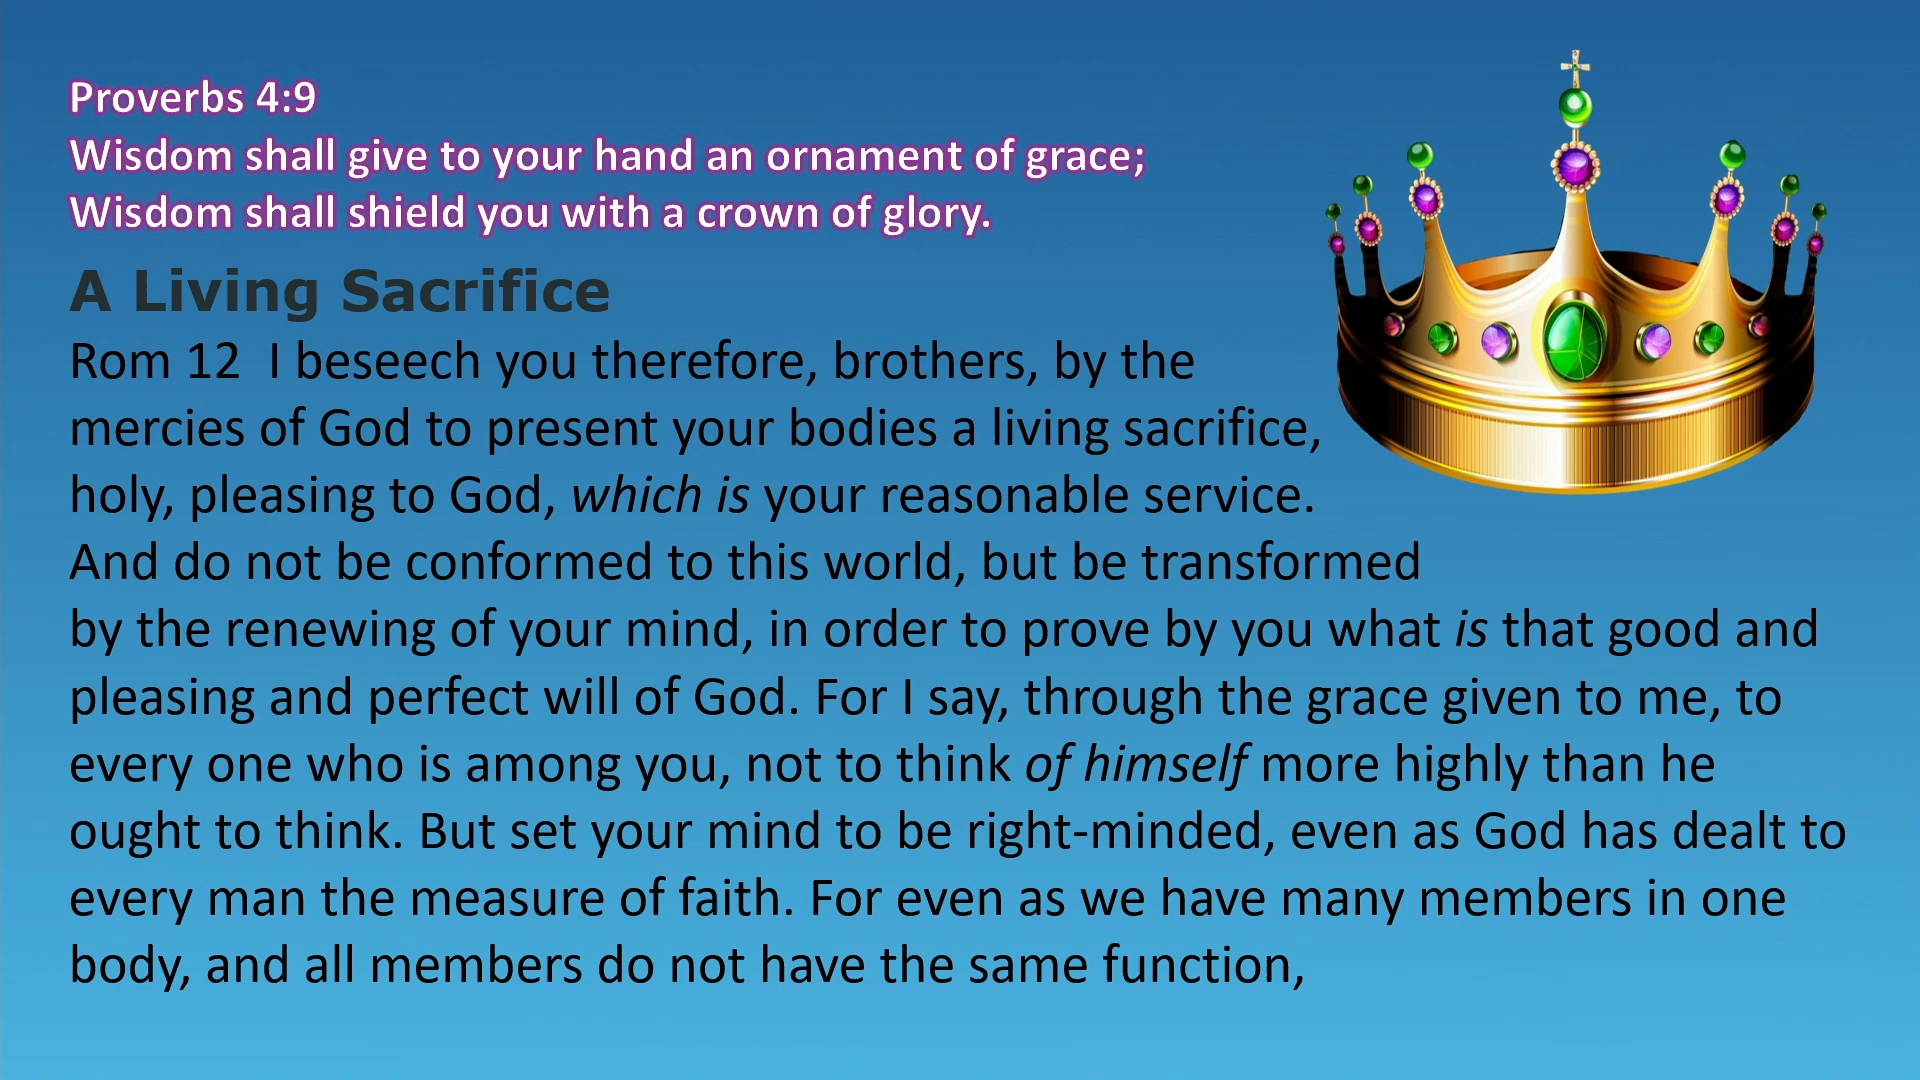 Proverbs 4:9
Wisdom shall give to your hand an ornament of grace;
Wisdom shall shield you with a crown of glory.
A Living Sacrifice
Rom 12  I beseech you therefore, brothers, by the
mercies of God to present your bodies a living sacrifice,
holy, pleasing to God, which is your reasonable service.
And do not be conformed to this world, but be transformed
by the renewing of your mind, in order to prove by you what is that good and
pleasing and perfect will of God. For I say, through the grace given to me, to
every one who is among you, not to think of himself more highly than he
ought to think. But set your mind to be right-minded, even as God has dealt to
every man the measure of faith. For even as we have many members in one
body, and all members do not have the same function,